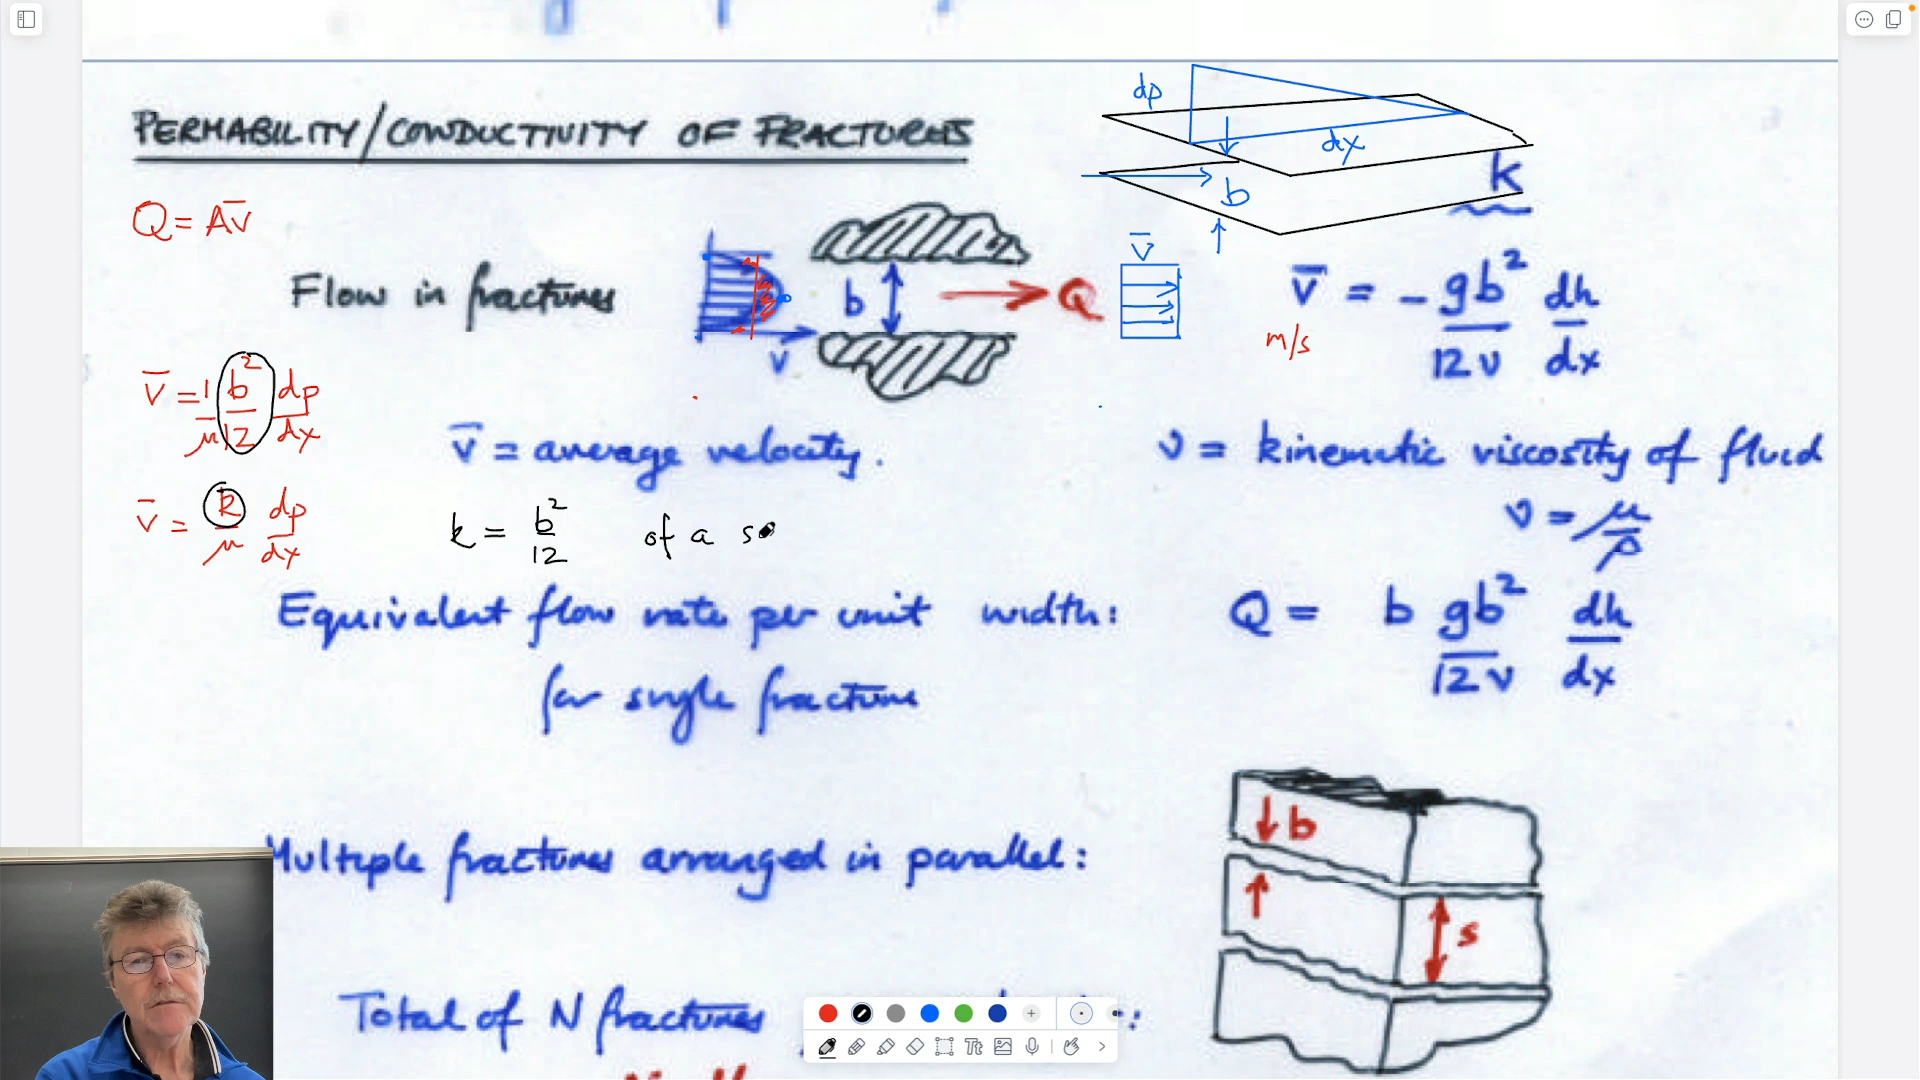 PERMABILITY/CONDUCTIVITY OF FRACTURES
dp
dx
b
k
Q = Av̅
Flow in fractures
v
b
Q
v̅
v̅ = - gb²/12ν dh/dx
m/s
v̅ = 1/μ b²/12 dp/dx
v̅ = average velocity.
ν = kinematic viscosity of fluid
ν = μ/ρ
v̅ = k/μ dp/dx
k = b²/12 of a s
Equivalent flow rate per unit width:
for single fracture
Q = b gb²/12ν dh/dx
Multiple fractures arranged in parallel:
b
s
Total of N fractures
Tt